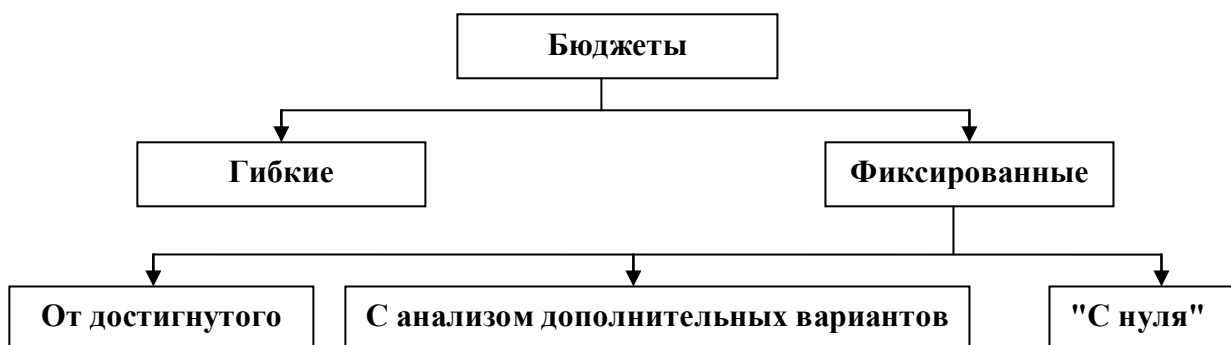 Бюджеты
Гибкие
Фиксированные
От достигнутого
С анализом дополнительных вариантов
"С нуля"